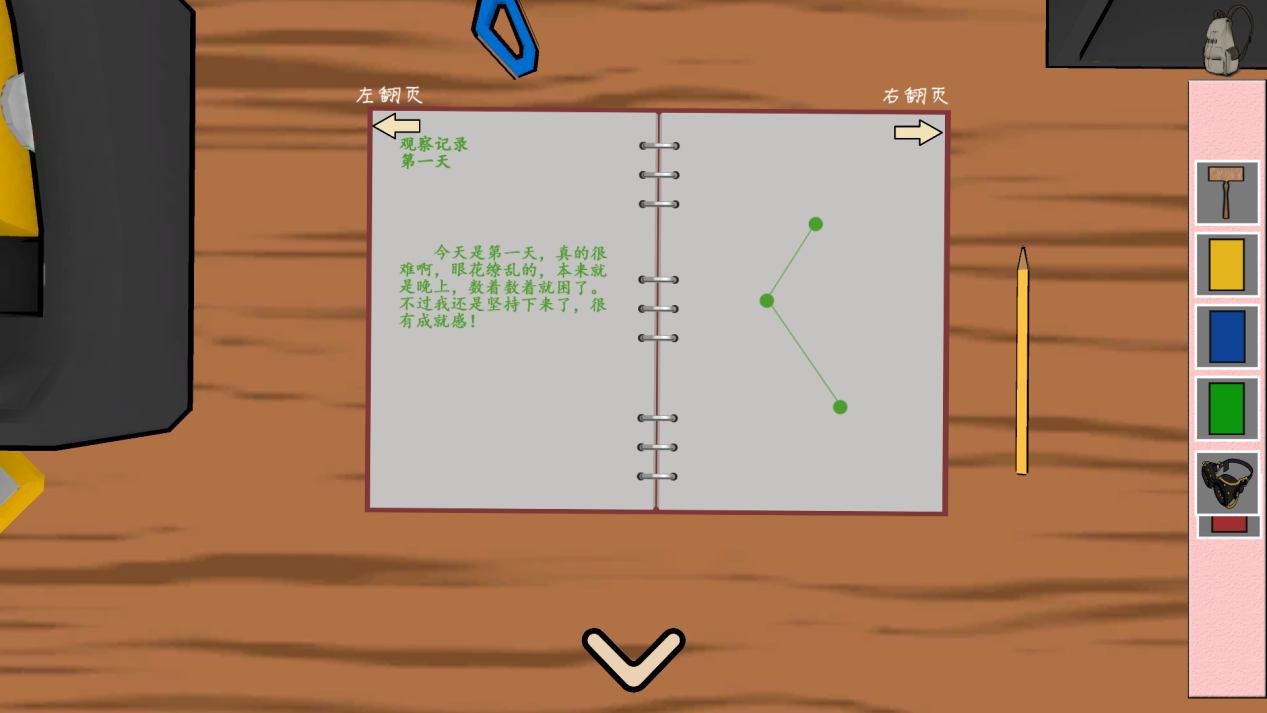 左翻页
右翻页
观察记录
第一天
今天是第一天，真的很
难啊，眼花缭乱的，本来就
是晚上，数着数着就困了。
不过我还是坚持下来了，很
有成就感！